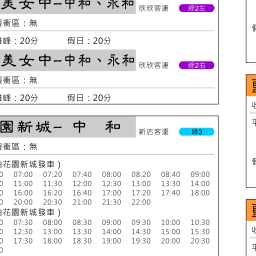 美女中－中和、永和 欣欣客運 綠2左
緩衝區：無
離峰：20分 假日：20分
美女中－中和、永和 欣欣客運 綠2右
緩衝區：無
離峰：20分 假日：20分
園新城－ 中 和 新店客運 綠3
緩衝區：無
花園新城發車）
07:00 07:20 07:40 08:00 08:20 08:40 09:00
11:00 11:30 12:00 12:30 13:00 13:30 14:00
16:00 16:20 16:40 17:00 17:20 17:40 18:00
20:00 20:30 21:00 21:30 22:00
花園新城發車）
07:30 08:00 08:30 09:00 09:30 10:00 10:30
12:30 13:00 13:30 14:00 14:30 15:00 15:30
17:30 18:00 18:30 19:00 19:30 20:00 20:30